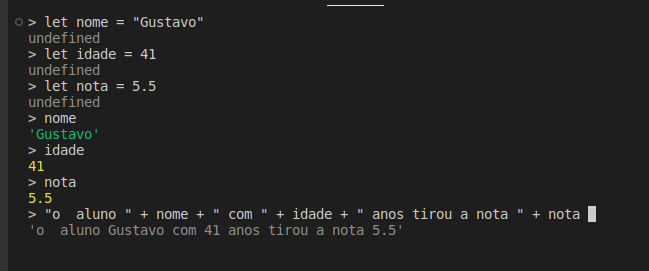 > let nome = "Gustavo"
undefined
> let idade = 41
undefined
> let nota = 5.5
undefined
> nome
'Gustavo'
> idade
41
> nota
5.5
> "o  aluno " + nome + " com " + idade + " anos tirou a nota " + nota
'o  aluno Gustavo com 41 anos tirou a nota 5.5'